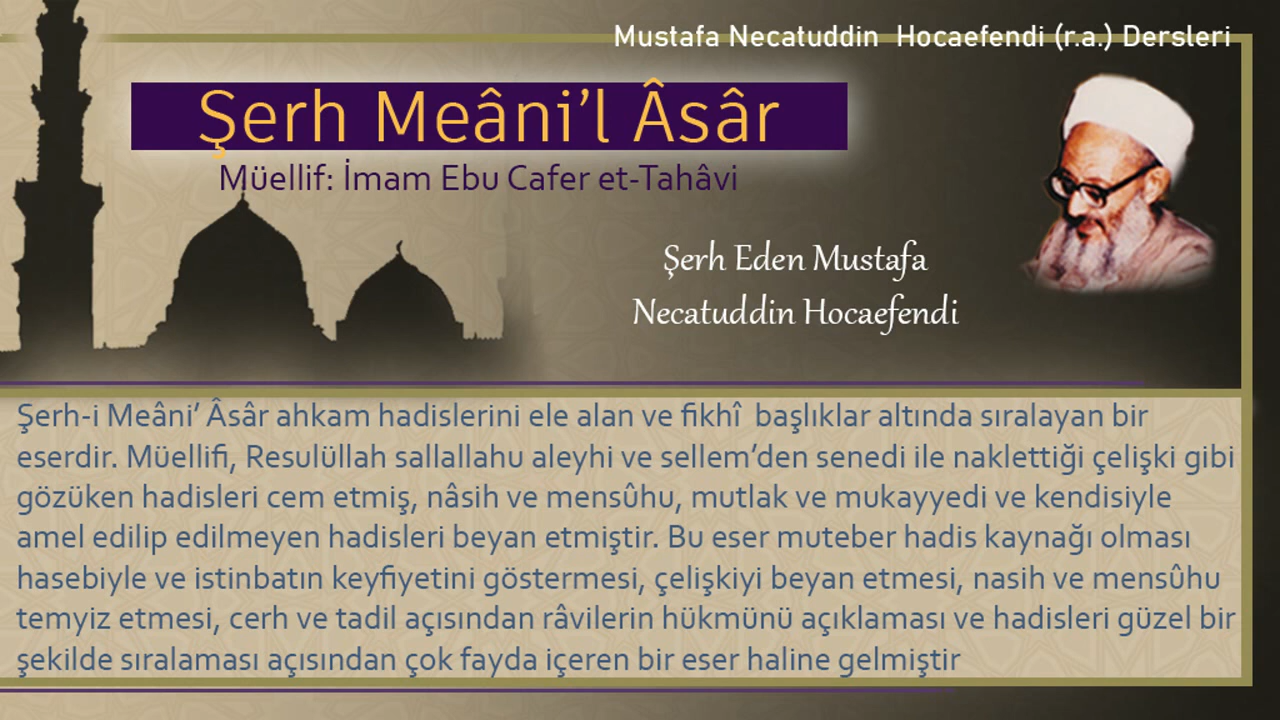 Mustafa Necatuddin Hocaefendi (r.a.) Dersleri
Şerh Meâni’l Âsâr
Müellif: İmam Ebu Cafer et-Tahâvi
Şerh Eden Mustafa
Necatuddin Hocaefendi
Şerh-i Meâni’ Âsâr ahkam hadislerini ele alan ve fikhî başlıklar altında sıralayan bir
eserdir. Müellifi, Resulüllah sallallahu aleyhi ve sellem’den senedi ile naklettiği çelişki gibi
gözüken hadisleri cem etmiş, nâsih ve mensûhu, mutlak ve mukayyedi ve kendisiyle
amel edilip edilmeyen hadisleri beyan etmiştir. Bu eser muteber hadis kaynağı olması
hasebiyle ve istinbatın keyfiyetini göstermesi, çelişkiyi beyan etmesi, nasih ve mensûhu
temyiz etmesi, cerh ve tadil açısından râvilerin hükmünü açıklaması ve hadisleri güzel bir
şekilde sıralaması açısından çok fayda içeren bir eser haline gelmiştir